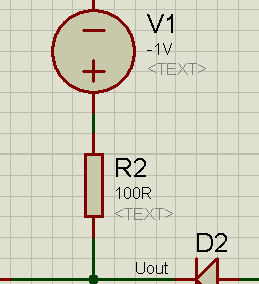 V1
-1V
<TEXT>
R2
100R
<TEXT>
D2
Uout